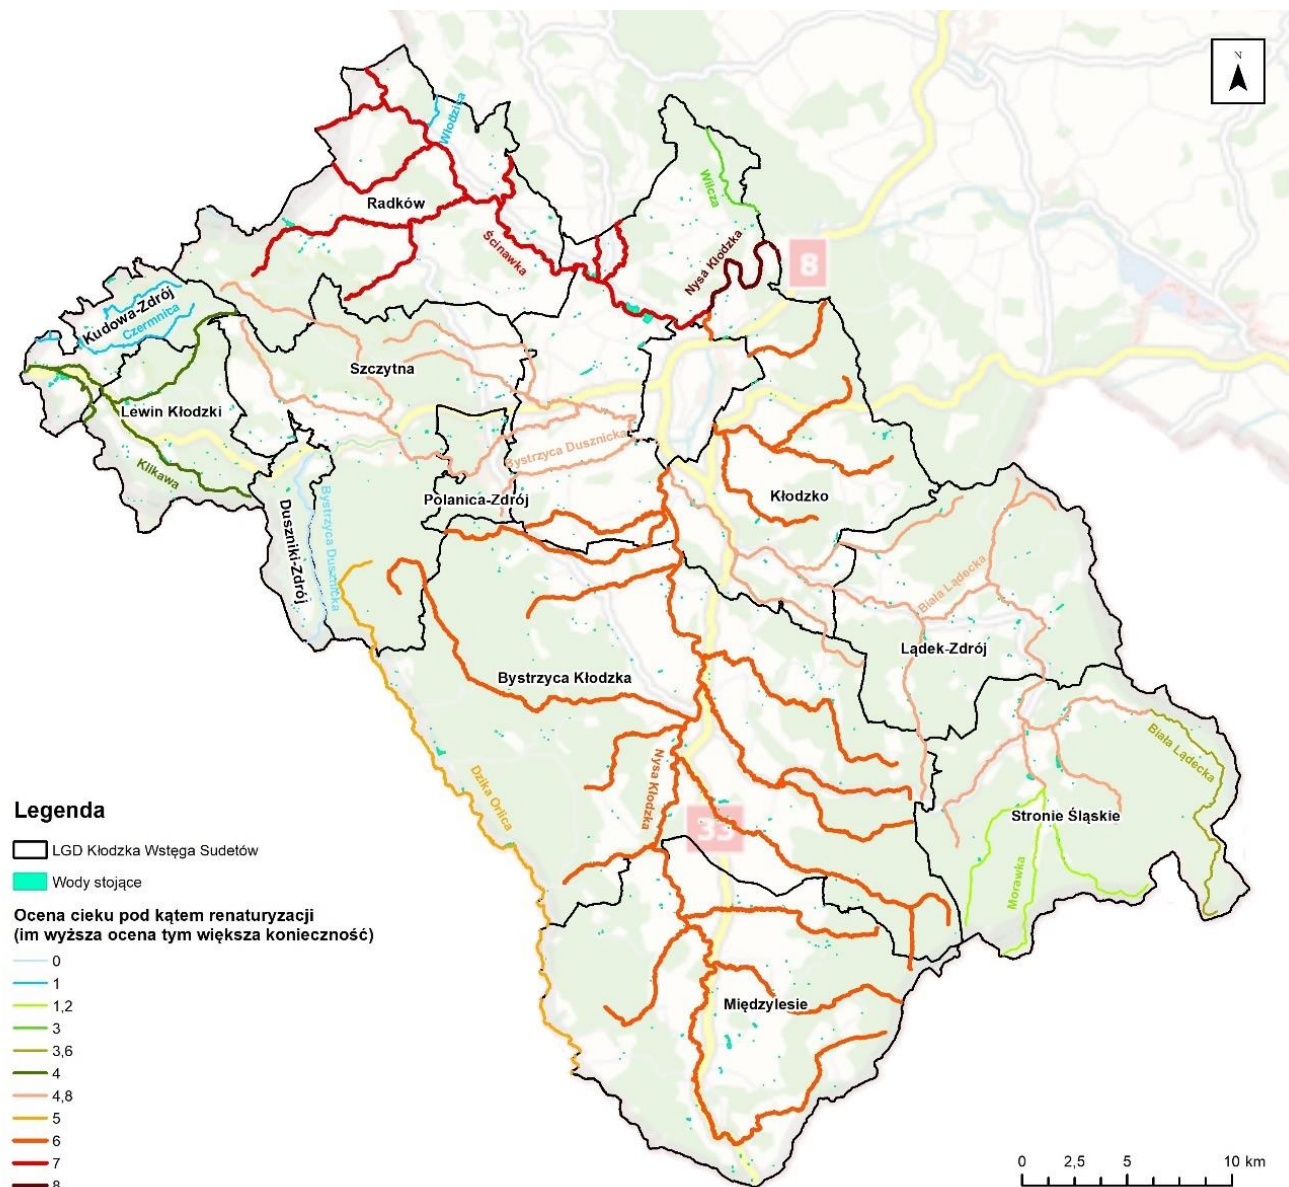 N
Włodzica
Radków
Wilcza
Ścinawka
Nysa Kłodzka
8
Kudowa-Zdrój
Czermnica
Szczytna
Lewin Kłodzki
Klikawa
Bystrzyca Dusznicka
Polanica-Zdrój
Kłodzko
Duszniki-Zdrój
Bystrzyca Dusznicka
Biała Lądecka
Lądek-Zdrój
Bystrzyca Kłodzka
Biała Lądecka
Dzika Orlica
Nysa Kłodzka
33
Stronie Śląskie
Morawka
Międzylesie
Legenda
LGD Kłodzka Wstęga Sudetów
Wody stojące
Ocena cieku pod kątem renaturyzacji
(im wyższa ocena tym większa konieczność)
0
1
1,2
3
3,6
4
4,8
5
6
7
8
0 2,5 5 10 km